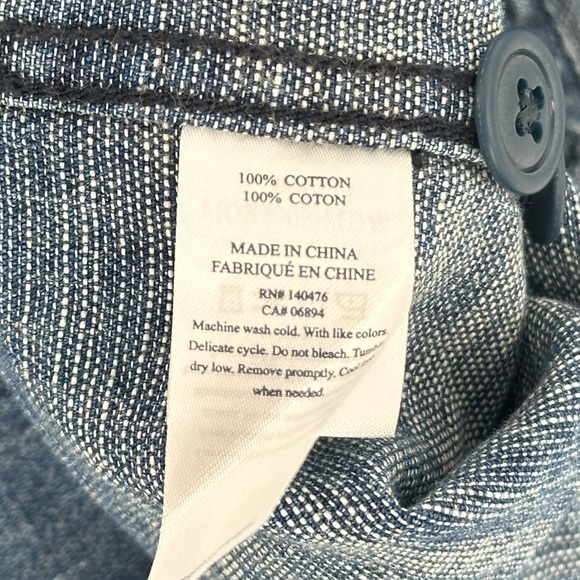 100% COTTON
100% COTON
MADE IN CHINA
FABRIQUÉ EN CHINE
RN# 140476
CA# 06894
Machine wash cold. With like colors.
Delicate cycle. Do not bleach.
dry low. Remove promptly.
when needed.